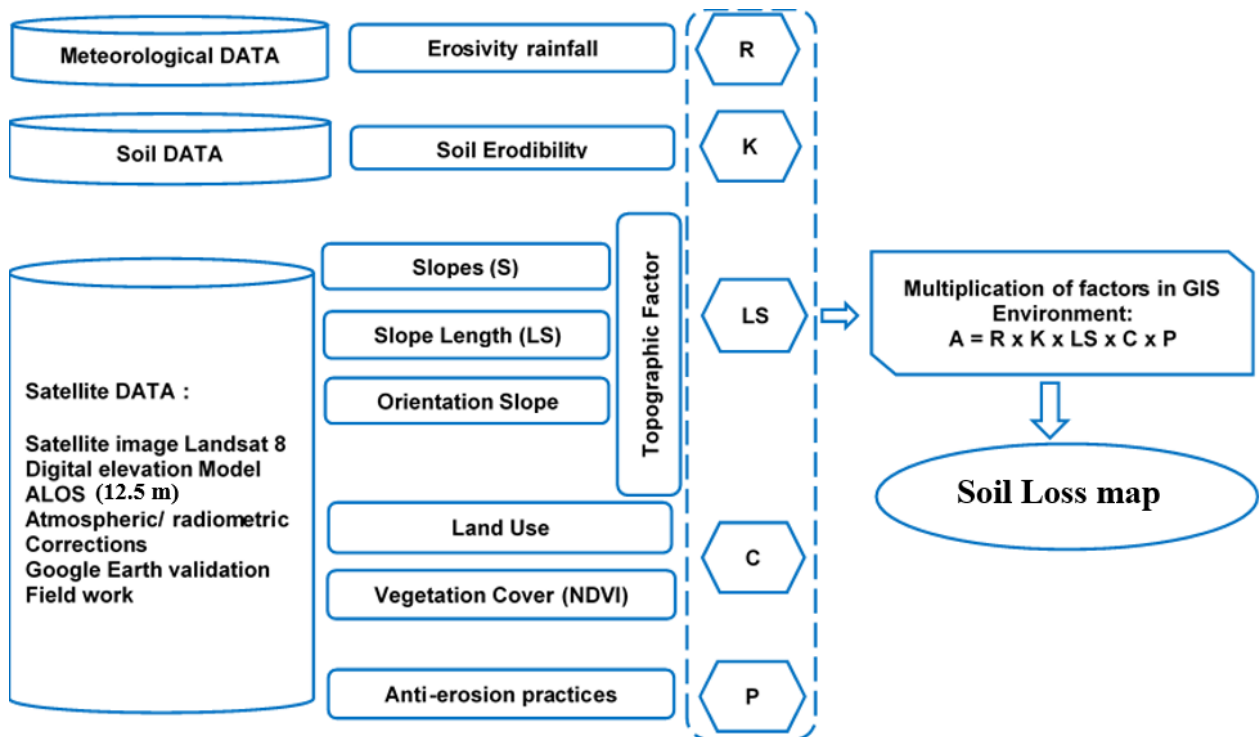 Meteorological DATA
Erosivity rainfall
R
Soil DATA
Soil Erodibility
K
Satellite DATA :
Satellite image Landsat 8
Digital elevation Model
ALOS (12.5 m)
Atmospheric/ radiometric
Corrections
Google Earth validation
Field work
Slopes (S)
Slope Length (LS)
Orientation Slope
Topographic Factor
LS
Land Use
Vegetation Cover (NDVI)
C
Anti-erosion practices
P
Multiplication of factors in GIS
Environment:
A = R x K x LS x C x P
Soil Loss map